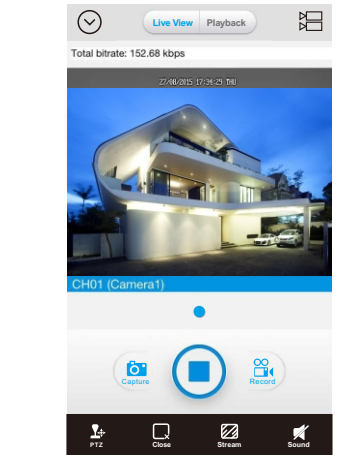 Live View Playback
Total bitrate: 152.68 kbps
27/08/2015 17:34:29 THU
CH01 (Camera1)
Capture Record
PTZ Close Stream Sound